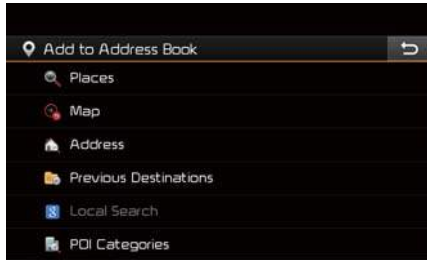 Add to Address Book
Places
Map
Address
Previous Destinations
Local Search
POI Categories